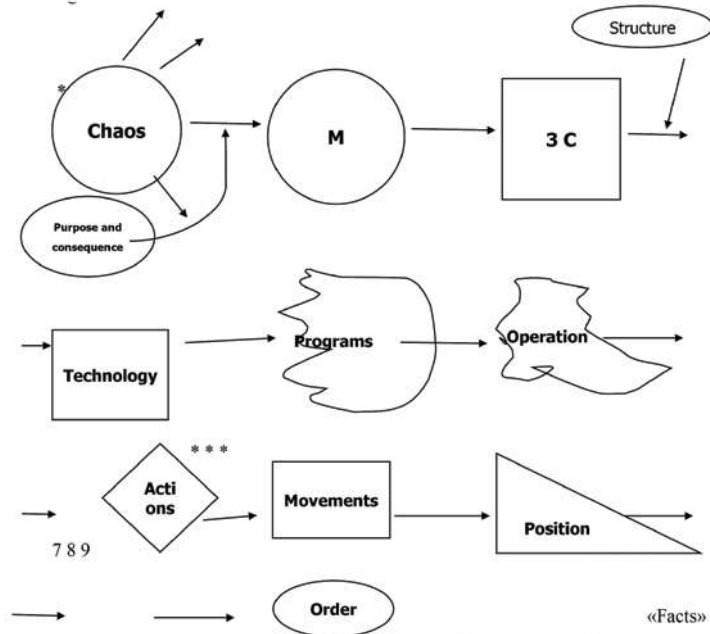 Structure
*
Chaos
M
3 C
Purpose and
consequence
Technology
Programs
Operation
* * *
Acti
ons
Movements
Position
7 8 9
Order
«Facts»